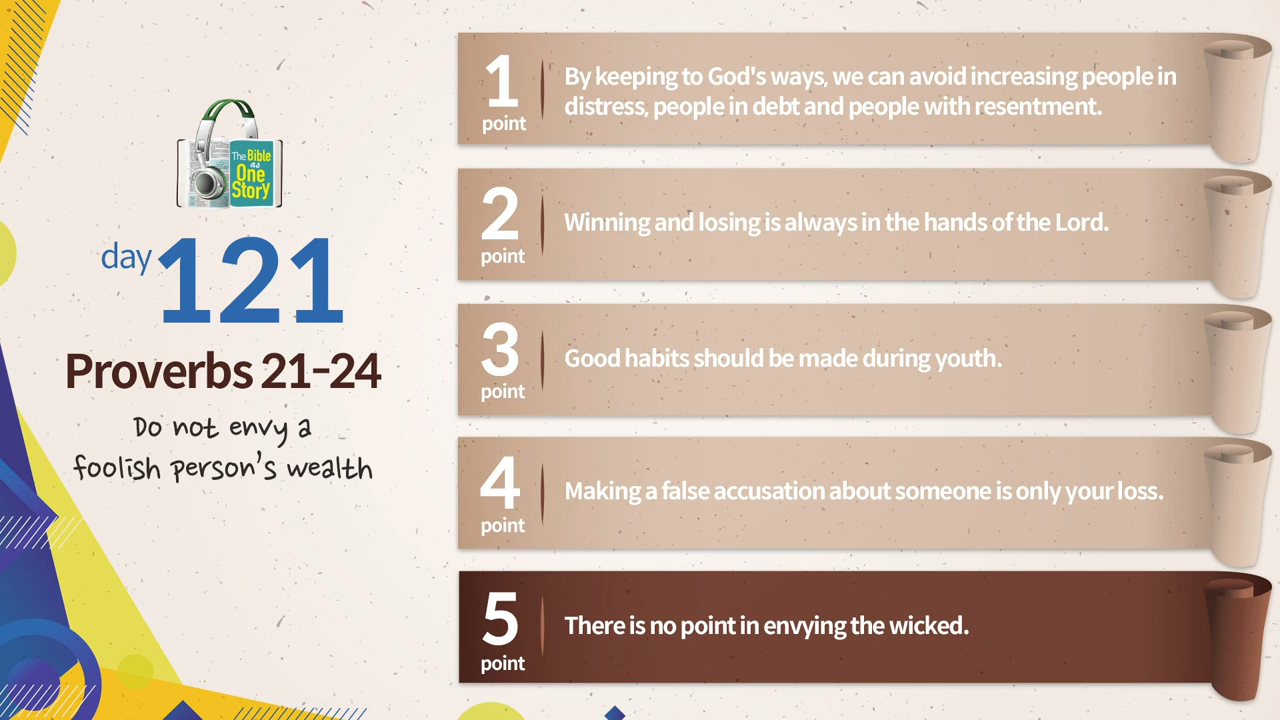 The Bible
as
One
Story
day 121
Proverbs 21-24
Do not envy a
foolish person's wealth
1
point
By keeping to God's ways, we can avoid increasing people in
distress, people in debt and people with resentment.
2
point
Winning and losing is always in the hands of the Lord.
3
point
Good habits should be made during youth.
4
point
Making a false accusation about someone is only your loss.
5
point
There is no point in envying the wicked.